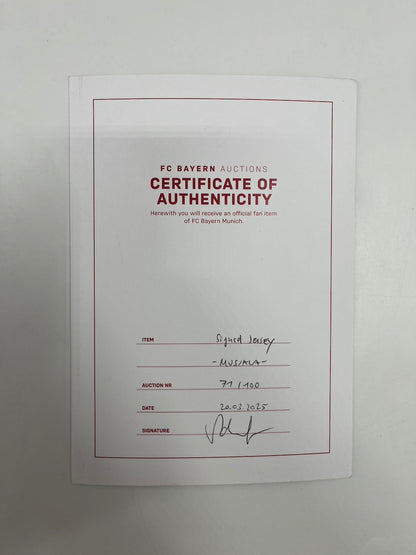 FC BAYERN AUCTIONS
CERTIFICATE OF
AUTHENTICITY
Herewith you will receive an official fan item
of FC Bayern Munich.
ITEM Signed Jersey
-MUSIALA-
AUCTION NR 71/100
DATE 20.03.2025
SIGNATURE